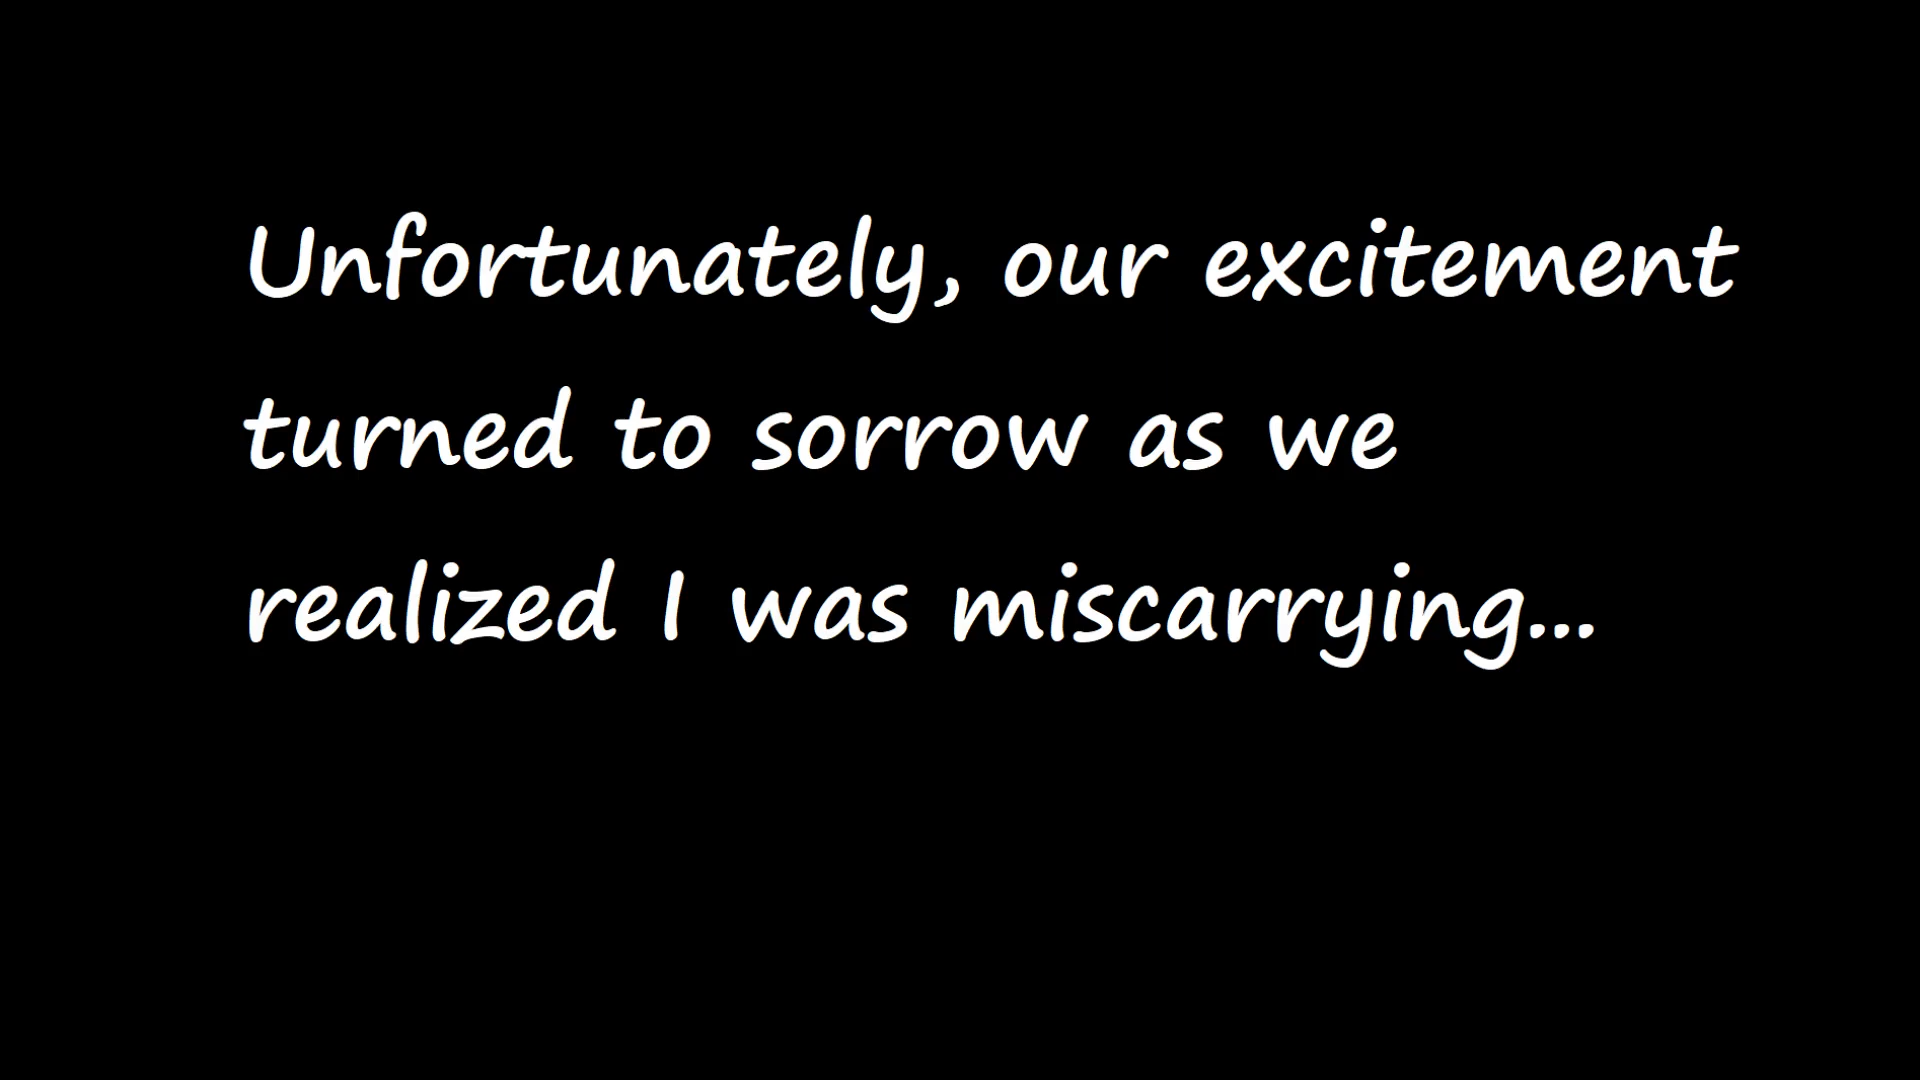 Unfortunately, our excitement
turned to sorrow as we
realized I was miscarrying...